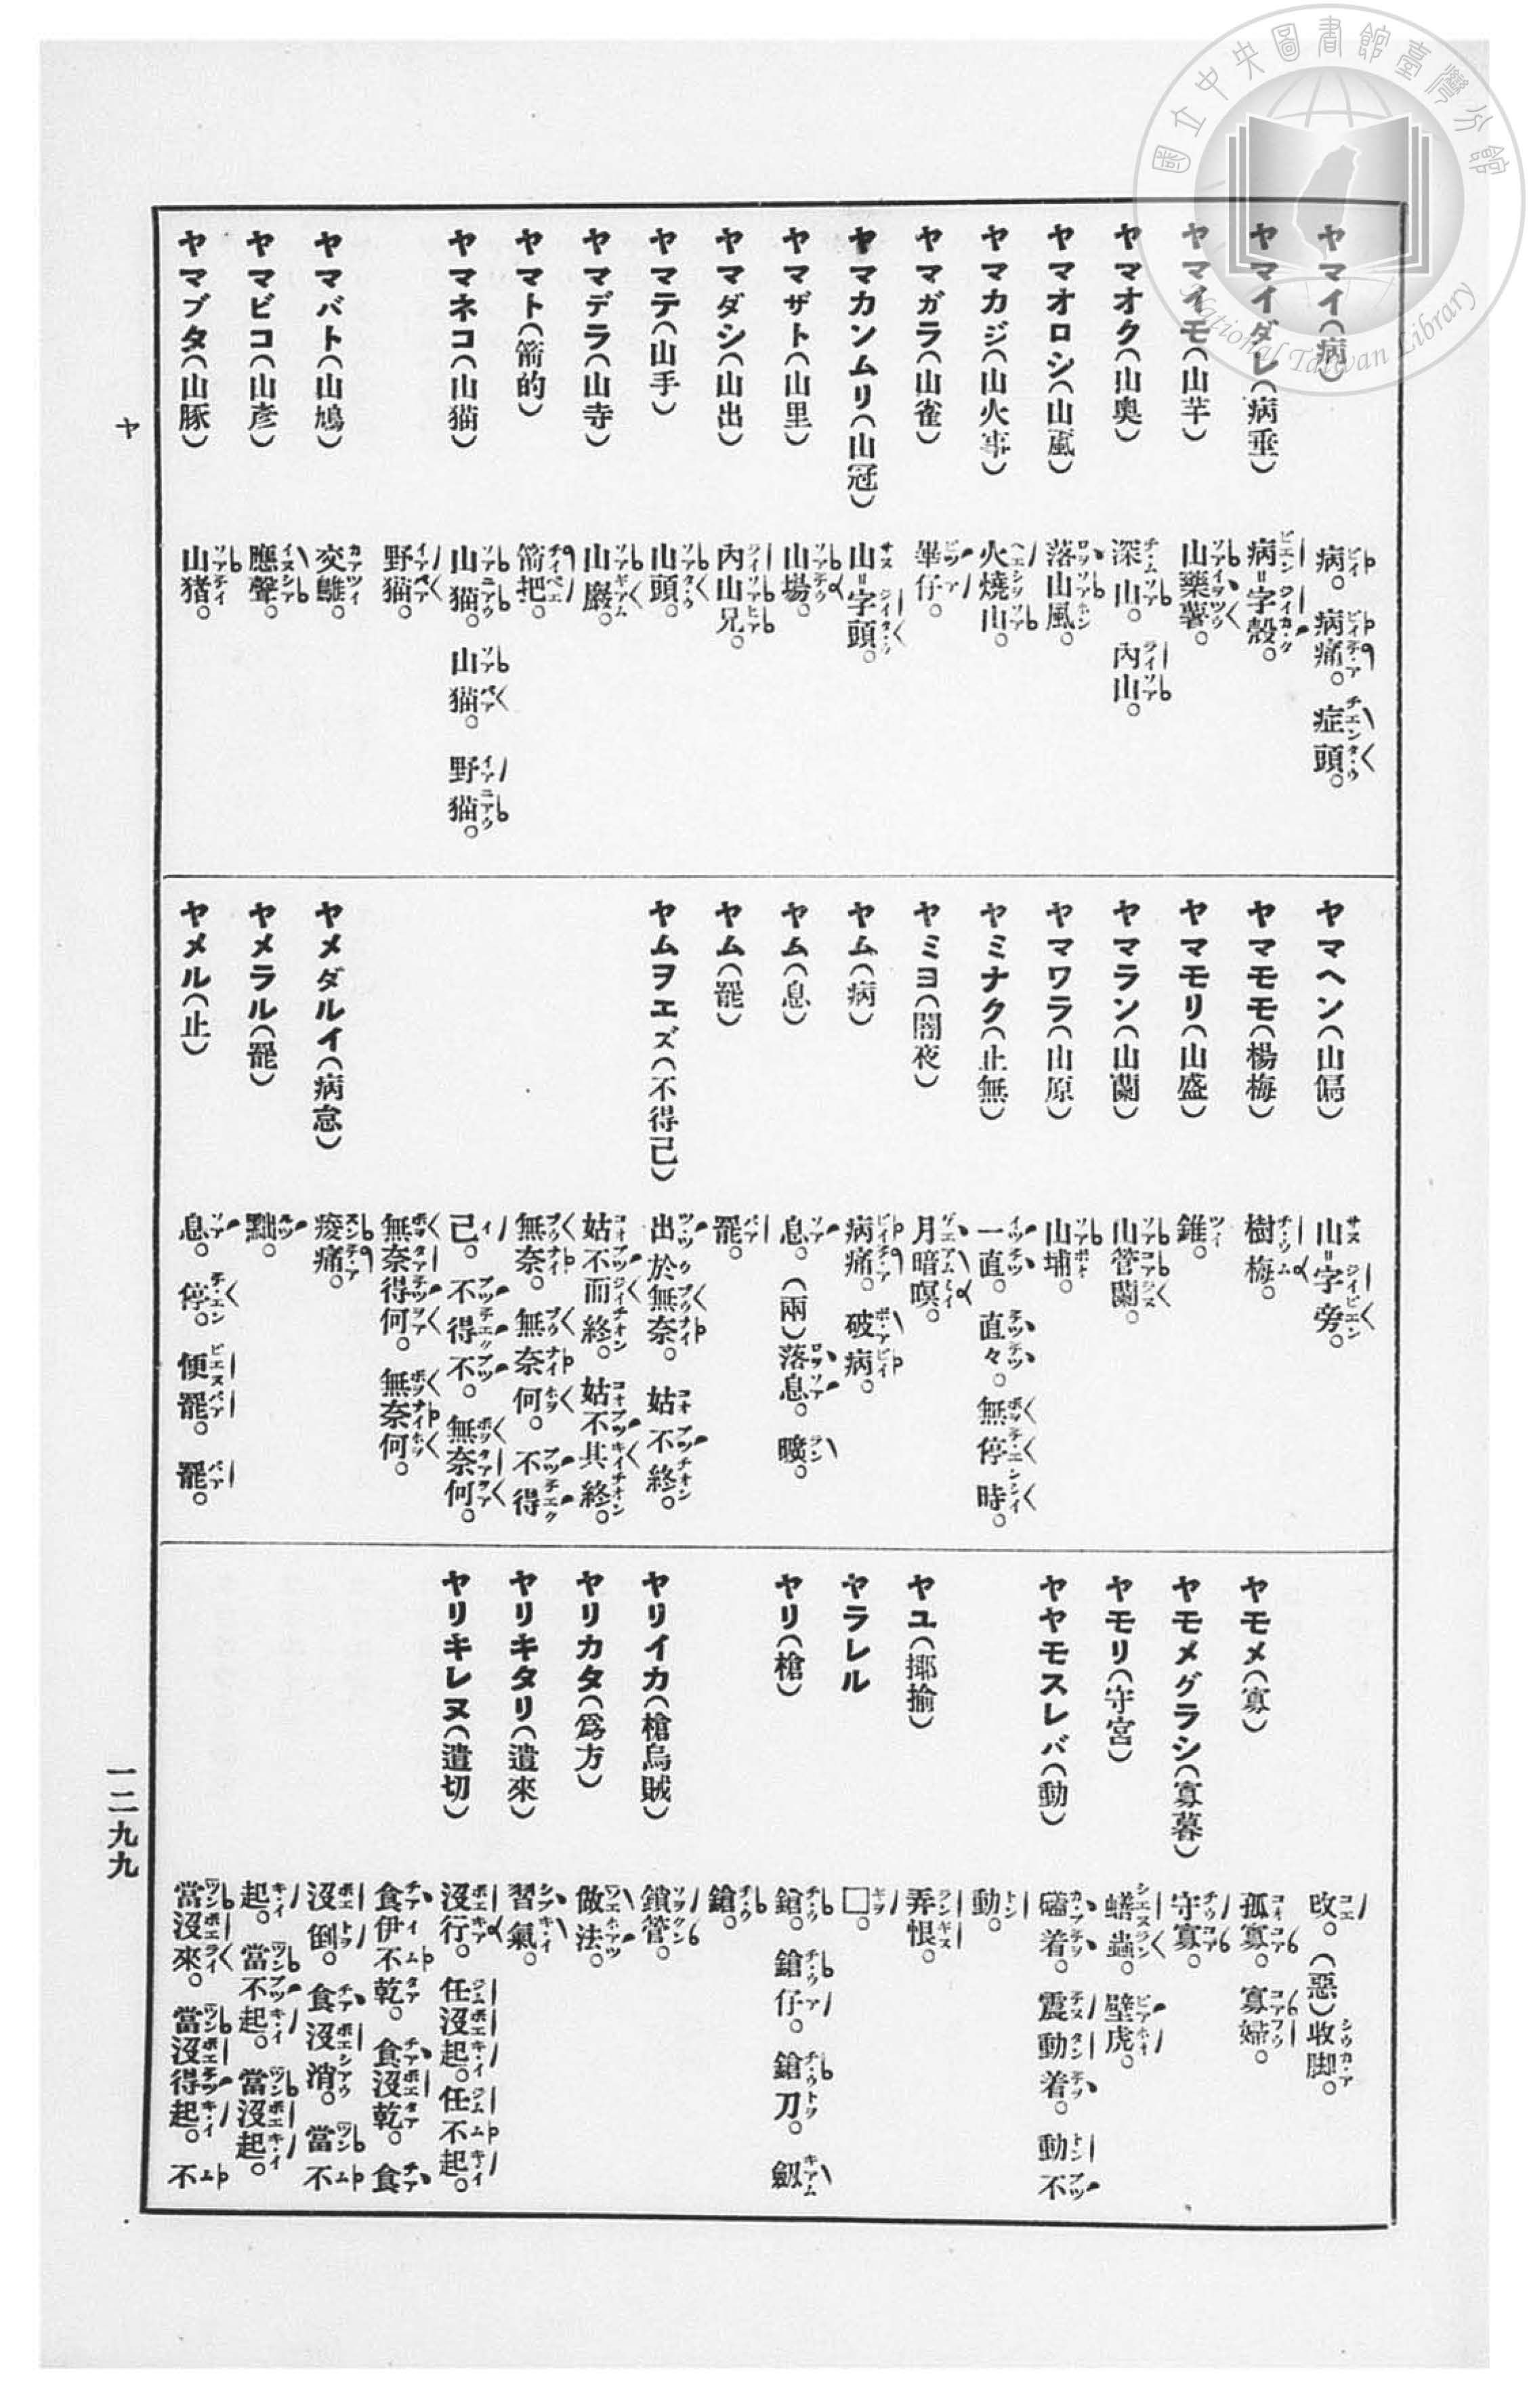 國立中央圖書館臺灣分館
National Taiwan Library
ヤマイ(病) 病。 病痛。 症頭。
ヤマイダレ(病垂) 病=字殼。
ヤマイモ(山芋) 山藥薯。
ヤマオク(山奧) 深山。 內山。
ヤマオロシ(山颪) 落山風。
ヤマカジ(山火事) 火燒山。
ヤマガラ(山雀) 畢仔。
ヤマカンムリ(山冠) 山=字頭。
ヤマザト(山里) 山場。
ヤマダシ(山出) 內山兄。
ヤマテ(山手) 山頭。
ヤマデラ(山寺) 山巖。
ヤマト(箭的) 箭把。
ヤマネコ(山猫) 山猫。 山猫。 野猫。
野猫。
ヤマバト(山鳩) 交雛。
ヤマビコ(山彥) 應聲。
ヤマブタ(山豚) 山猪。
ヤマヘン(山偏) 山=字旁。
ヤマモモ(楊梅) 樹梅。
ヤマモリ(山盛) 錐。
ヤマラン(山蘭) 山管蘭。
ヤマワラ(山原) 山埔。
ヤミナク(止無) 一直。 直々。 無停時。
ヤミヨ(闇夜) 月暗暝。
ヤム(病) 病痛。 破病。
ヤム(息) 息。 (雨)落息。 曠。
ヤム(罷) 罷。
ヤムヲエズ(不得已) 出於無奈。 姑不終。
姑不而終。 姑不其終。
無奈。 無奈何。 不得
已。 不得不。 無奈何。
無奈得何。 無奈何。
ヤメダルイ(病怠) 痠痛。
ヤメラル(罷) 黜。
ヤメル(止) 息。 停。 便罷。 罷。
改。 (惡)收脚。
ヤモメ(寡) 孤寡。 寡婦。
ヤモメグラシ(寡暮) 守寡。
ヤモリ(守宮) 蟮蟲。 壁虎。
ヤヤモスレバ(動) 磕着。 震動着。 動不
動。
ヤユ(揶揄) 弄恨。
ヤラレル □。
ヤリ(槍) 鎗。 鎗仔。 鎗刀。 劔
鎗。
ヤリイカ(槍烏賊) 鎖管。
ヤリカタ(爲方) 做法。
ヤリキタリ(遣來) 習氣。
ヤリキレヌ(遣切) 沒行。 任沒起。 任不起。
食伊不乾。 食沒乾。 食
沒倒。 食沒消。 當不
起。 當不起。 當沒起。
當沒來。 當沒得起。 不
ヤ
一二九九